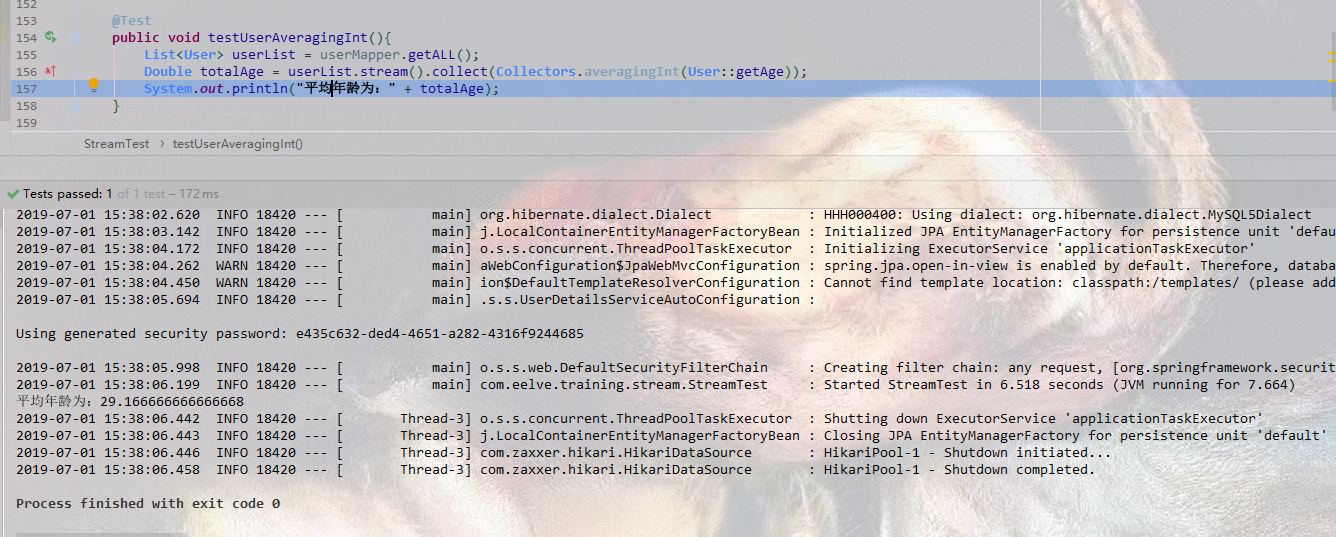 152
153 @Test
154 public void testUserAveragingInt(){
155 List<User> userList = userMapper.getALL();
156 Double totalAge = userList.stream().collect(Collectors.averagingInt(User::getAge));
157 System.out.println("平均年龄为：" + totalAge);
158 }
159
StreamTest > testUserAveragingInt()
Tests passed: 1 of 1 test – 172 ms
2019-07-01 15:38:02.620 INFO 18420 --- [ main] org.hibernate.dialect.Dialect : HHH000400: Using dialect: org.hibernate.dialect.MySQL5Dialect
2019-07-01 15:38:03.142 INFO 18420 --- [ main] j.LocalContainerEntityManagerFactoryBean : Initialized JPA EntityManagerFactory for persistence unit 'defau
2019-07-01 15:38:04.172 INFO 18420 --- [ main] o.s.s.concurrent.ThreadPoolTaskExecutor : Initializing ExecutorService 'applicationTaskExecutor'
2019-07-01 15:38:04.262 WARN 18420 --- [ main] aWebConfiguration$JpaWebMvcConfiguration : spring.jpa.open-in-view is enabled by default. Therefore, databa
2019-07-01 15:38:04.450 WARN 18420 --- [ main] ion$DefaultTemplateResolverConfiguration : Cannot find template location: classpath:/templates/ (please add
2019-07-01 15:38:05.694 INFO 18420 --- [ main] .s.s.UserDetailsServiceAutoConfiguration :
Using generated security password: e435c632-ded4-4651-a282-4316f9244685
2019-07-01 15:38:05.998 INFO 18420 --- [ main] o.s.s.web.DefaultSecurityFilterChain : Creating filter chain: any request, [org.springframework.securit
2019-07-01 15:38:06.199 INFO 18420 --- [ main] com.eelve.training.stream.StreamTest : Started StreamTest in 6.518 seconds (JVM running for 7.664)
平均年龄为：29.166666666666668
2019-07-01 15:38:06.442 INFO 18420 --- [ Thread-3] o.s.s.concurrent.ThreadPoolTaskExecutor : Shutting down ExecutorService 'applicationTaskExecutor'
2019-07-01 15:38:06.443 INFO 18420 --- [ Thread-3] j.LocalContainerEntityManagerFactoryBean : Closing JPA EntityManagerFactory for persistence unit 'default'
2019-07-01 15:38:06.446 INFO 18420 --- [ Thread-3] com.zaxxer.hikari.HikariDataSource : HikariPool-1 - Shutdown initiated...
2019-07-01 15:38:06.458 INFO 18420 --- [ Thread-3] com.zaxxer.hikari.HikariDataSource : HikariPool-1 - Shutdown completed.
Process finished with exit code 0